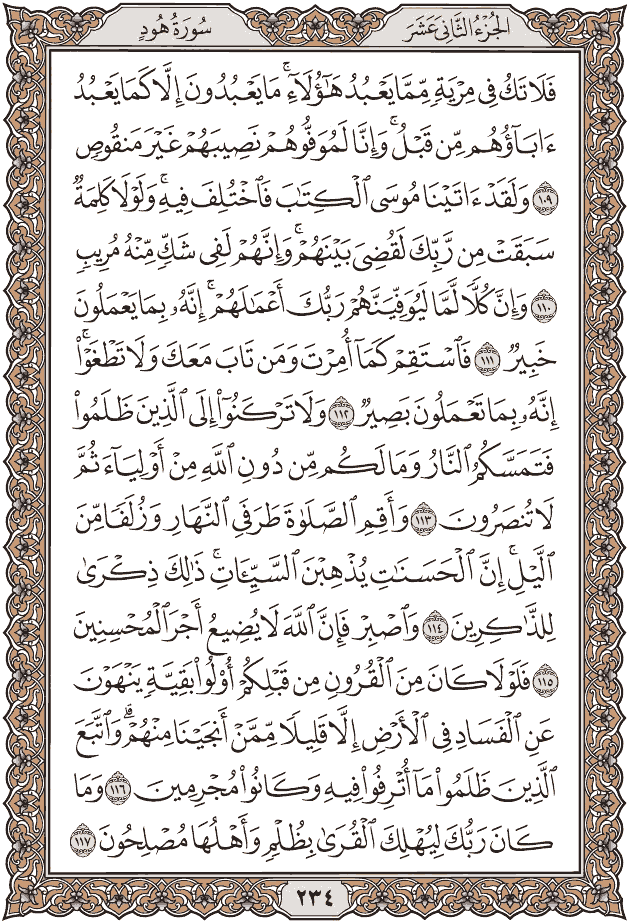 الجزء الثاني عشر
سورة هود
فَلَا تَكُ فِى مِرْيَةٍ مِّمَّا يَعْبُدُ هَٰٓؤُلَآءِ ۚ مَا يَعْبُدُونَ إِلَّا كَمَا يَعْبُدُ
ءَابَآؤُهُم مِّن قَبْلُ ۚ وَإِنَّا لَمُوَفُّوهُمْ نَصِيبَهُمْ غَيْرَ مَنقُوصٍ
١٠٩ وَلَقَدْ ءَاتَيْنَا مُوسَى ٱلْكِتَٰبَ فَٱخْتُلِفَ فِيهِ ۚ وَلَوْلَا كَلِمَةٌ
سَبَقَتْ مِن رَّبِّكَ لَقُضِىَ بَيْنَهُمْ ۚ وَإِنَّهُمْ لَفِى شَكٍّ مِّنْهُ مُرِيبٍ
١١٠ وَإِنَّ كُلًّا لَّمَّا لَيُوَفِّيَنَّهُمْ رَبُّكَ أَعْمَٰلَهُمْ ۚ إِنَّهُۥ بِمَا يَعْمَلُونَ
خَبِيرٌ ١١١ فَٱسْتَقِمْ كَمَآ أُمِرْتَ وَمَن تَابَ مَعَكَ وَلَا تَطْغَوْا۟ ۚ
إِنَّهُۥ بِمَا تَعْمَلُونَ بَصِيرٌ ١١٢ وَلَا تَرْكَنُوٓا۟ إِلَى ٱلَّذِينَ ظَلَمُوا۟
فَتَمَسَّكُمُ ٱلنَّارُ وَمَا لَكُم مِّن دُونِ ٱللَّهِ مِنْ أَوْلِيَآءَ ثُمَّ
لَا تُنصَرُونَ ١١٣ وَأَقِمِ ٱلصَّلَوٰةَ طَرَفَىِ ٱلنَّهَارِ وَزُلَفًا مِّنَ
ٱلَّيْلِ ۚ إِنَّ ٱلْحَسَنَٰتِ يُذْهِبْنَ ٱلسَّيِّـَٔاتِ ۚ ذَٰلِكَ ذِكْرَىٰ
لِلذَّٰكِرِينَ ١١٤ وَٱصْبِرْ فَإِنَّ ٱللَّهَ لَا يُضِيعُ أَجْرَ ٱلْمُحْسِنِينَ
١١٥ فَلَوْلَا كَانَ مِنَ ٱلْقُرُونِ مِن قَبْلِكُمْ أُو۟لُوا۟ بَقِيَّةٍ يَنْهَوْنَ
عَنِ ٱلْفَسَادِ فِى ٱلْأَرْضِ إِلَّا قَلِيلًا مِّمَّنْ أَنجَيْنَا مِنْهُمْ ۗ وَٱتَّبَعَ
ٱلَّذِينَ ظَلَمُوا۟ مَآ أُتْرِفُوا۟ فِيهِ وَكَانُوا۟ مُجْرِمِينَ ١١٦ وَمَا
كَانَ رَبُّكَ لِيُهْلِكَ ٱلْقُرَىٰ بِظُلْمٍ وَأَهْلُهَا مُصْلِحُونَ ١١٧
٢٣٤